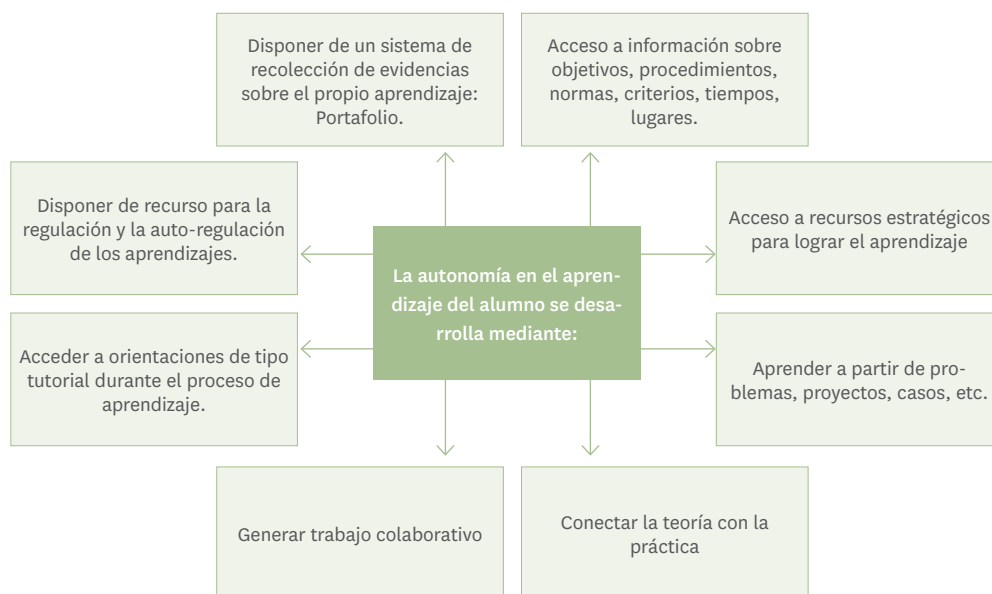 Disponer de un sistema de
recolección de evidencias
sobre el propio aprendizaje:
Portafolio.
Acceso a información sobre
objetivos, procedimientos,
normas, criterios, tiempos,
lugares.
Disponer de recurso para la
regulación y la auto-regulación
de los aprendizajes.
Acceso a recursos estratégicos
para lograr el aprendizaje
La autonomía en el apren-
dizaje del alumno se desa-
rrolla mediante:
Acceder a orientaciones de tipo
tutorial durante el proceso de
aprendizaje.
Aprender a partir de pro-
blemas, proyectos, casos, etc.
Generar trabajo colaborativo
Conectar la teoría con la
práctica